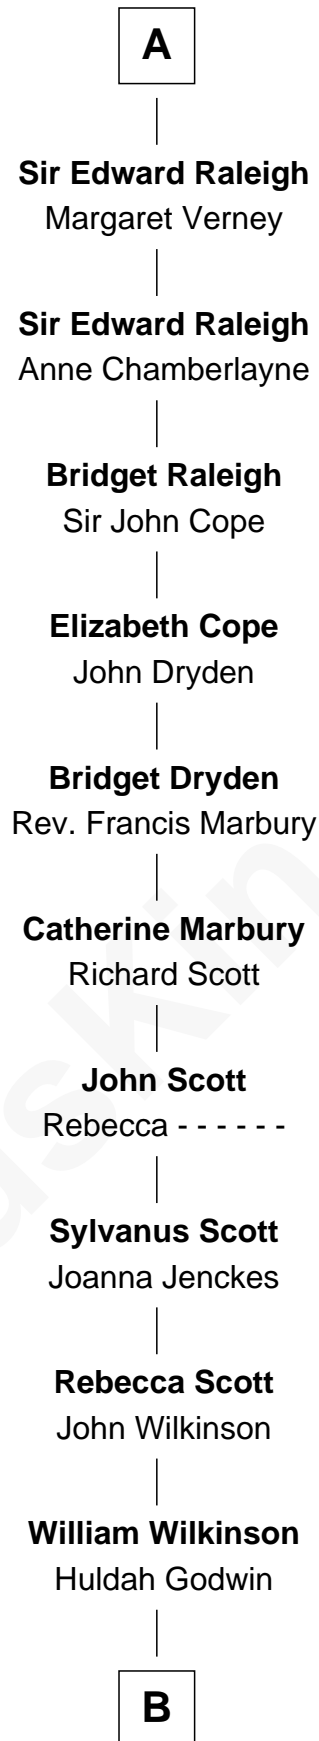 A
Sir Edward Raleigh
Margaret Verney
Sir Edward Raleigh
Anne Chamberlayne
Bridget Raleigh
Sir John Cope
Elizabeth Cope
John Dryden
Bridget Dryden
Rev. Francis Marbury
Catherine Marbury
Richard Scott
John Scott
Rebecca - - - - - -
Sylvanus Scott
Joanna Jenckes
Rebecca Scott
John Wilkinson
William Wilkinson
Huldah Godwin
B